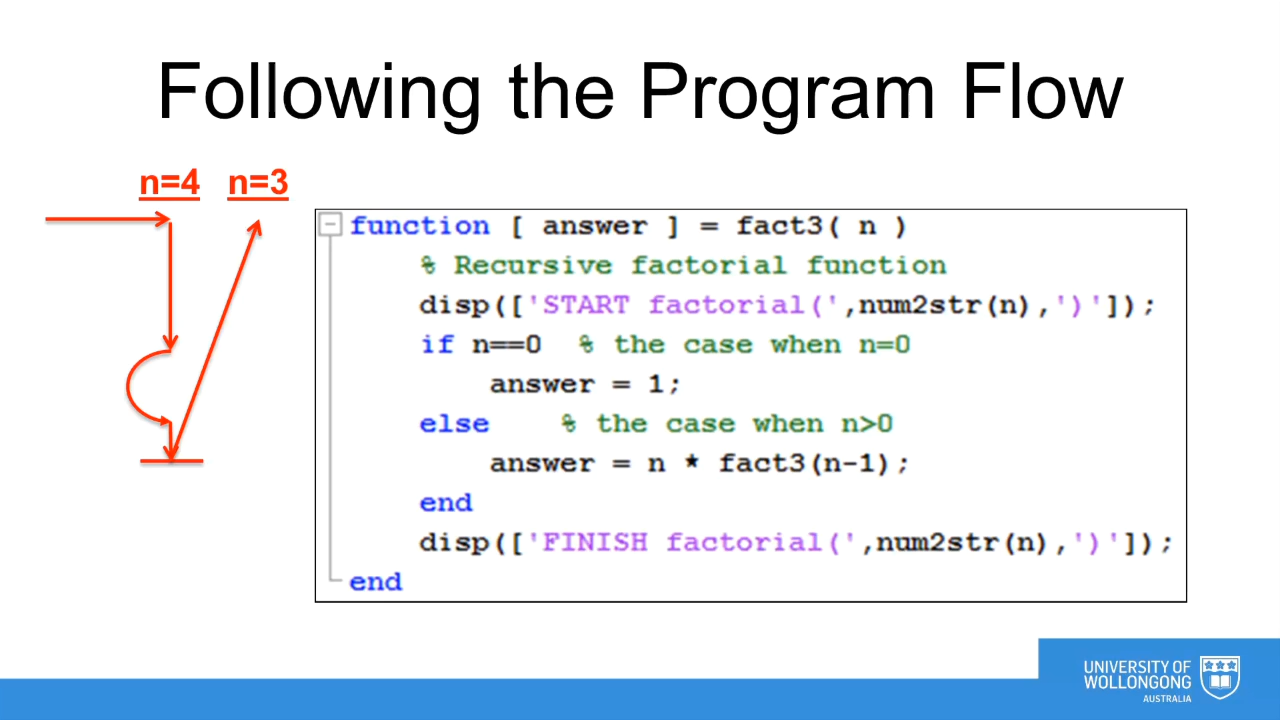 Following the Program Flow
n=4 n=3
function [ answer ] = fact3( n )
% Recursive factorial function
disp(['START factorial(',num2str(n),')']);
if n==0 % the case when n=0
answer = 1;
else % the case when n>0
answer = n * fact3(n-1);
end
disp(['FINISH factorial(',num2str(n),')']);
end
UNIVERSITY OF
WOLLONGONG
AUSTRALIA